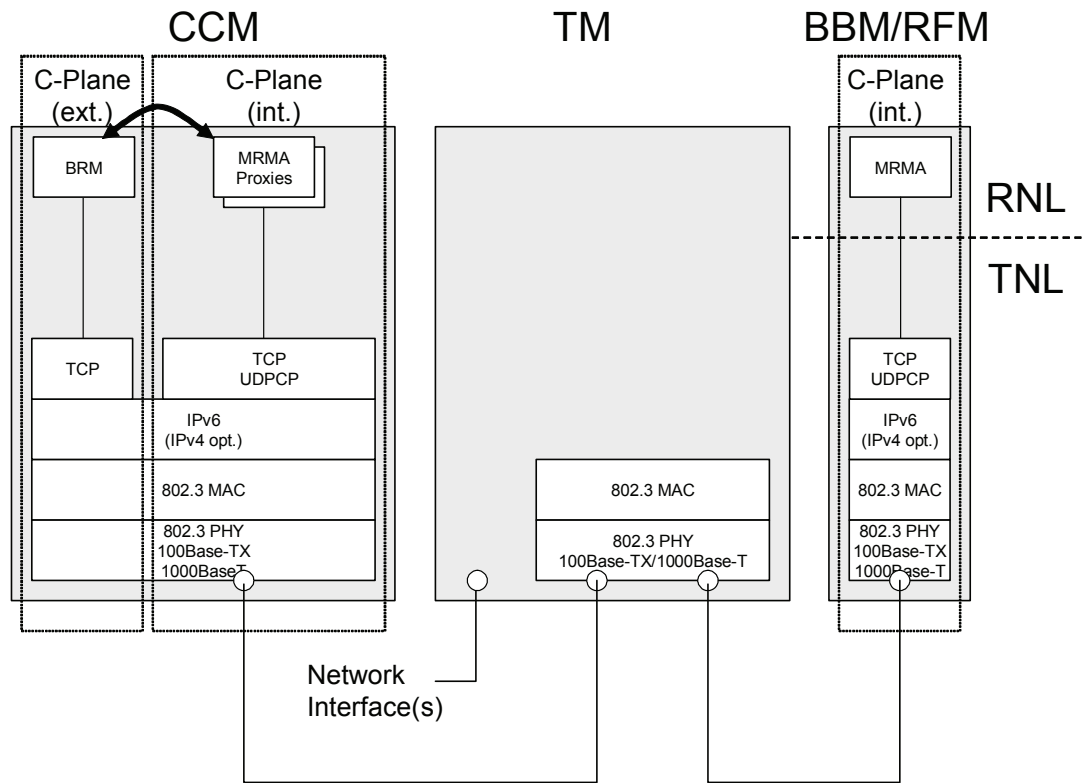 CCM
TM
BBM/RFM
C-Plane
(ext.)
C-Plane
(int.)
C-Plane
(int.)
BRM
MRMA
Proxies
MRMA
RNL
TNL
TCP
TCP
UDPCP
TCP
UDPCP
IPv6
(IPv4 opt.)
IPv6
(IPv4 opt.)
802.3 MAC
802.3 MAC
802.3 MAC
802.3 PHY
100Base-TX
1000BaseT
802.3 PHY
100Base-TX/1000Base-T
802.3 PHY
100Base-TX
1000Base-T
Network
Interface(s)